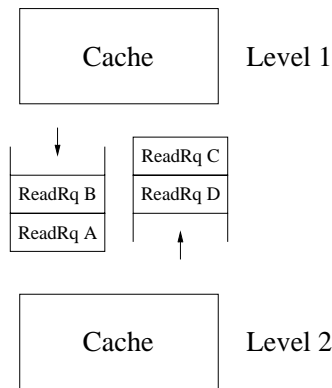 Cache Level 1
ReadRq C
ReadRq B ReadRq D
ReadRq A
Cache Level 2